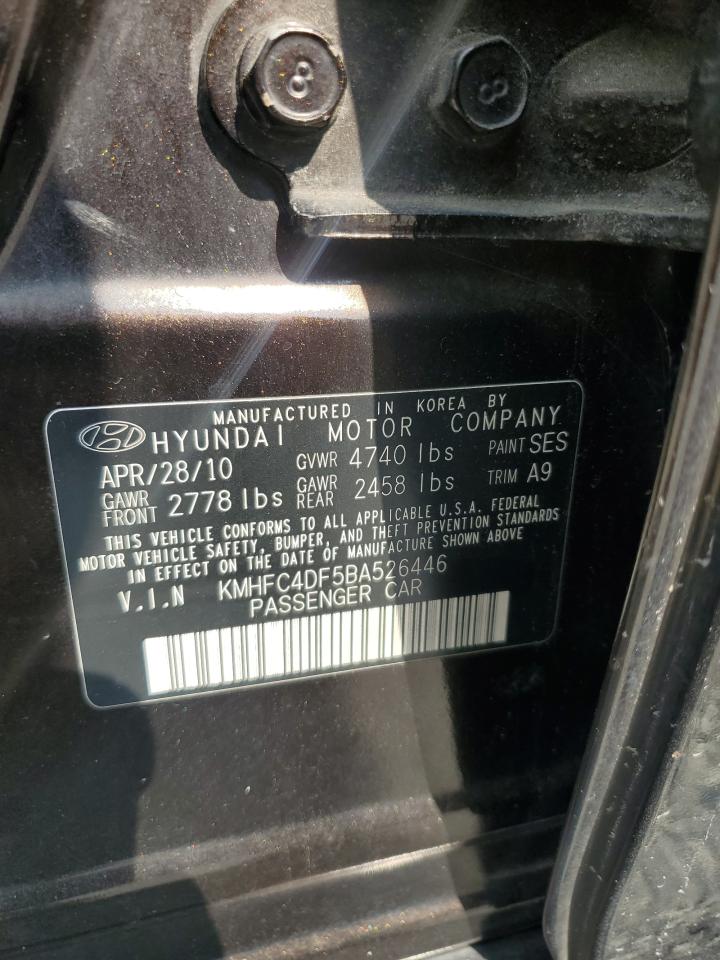 8
8
MANUFACTURED IN KOREA BY
HYUNDAI MOTOR COMPANY
APR/28/10 GVWR 4740 lbs PAINT SES
GAWR FRONT 2778 lbs GAWR REAR 2458 lbs TRIM A9
THIS VEHICLE CONFORMS TO ALL APPLICABLE U.S.A. FEDERAL
MOTOR VEHICLE SAFETY, BUMPER, AND THEFT PREVENTION STANDARDS
IN EFFECT ON THE DATE OF MANUFACTURE SHOWN ABOVE
V.I.N KMHFC4DF5BA526446
PASSENGER CAR